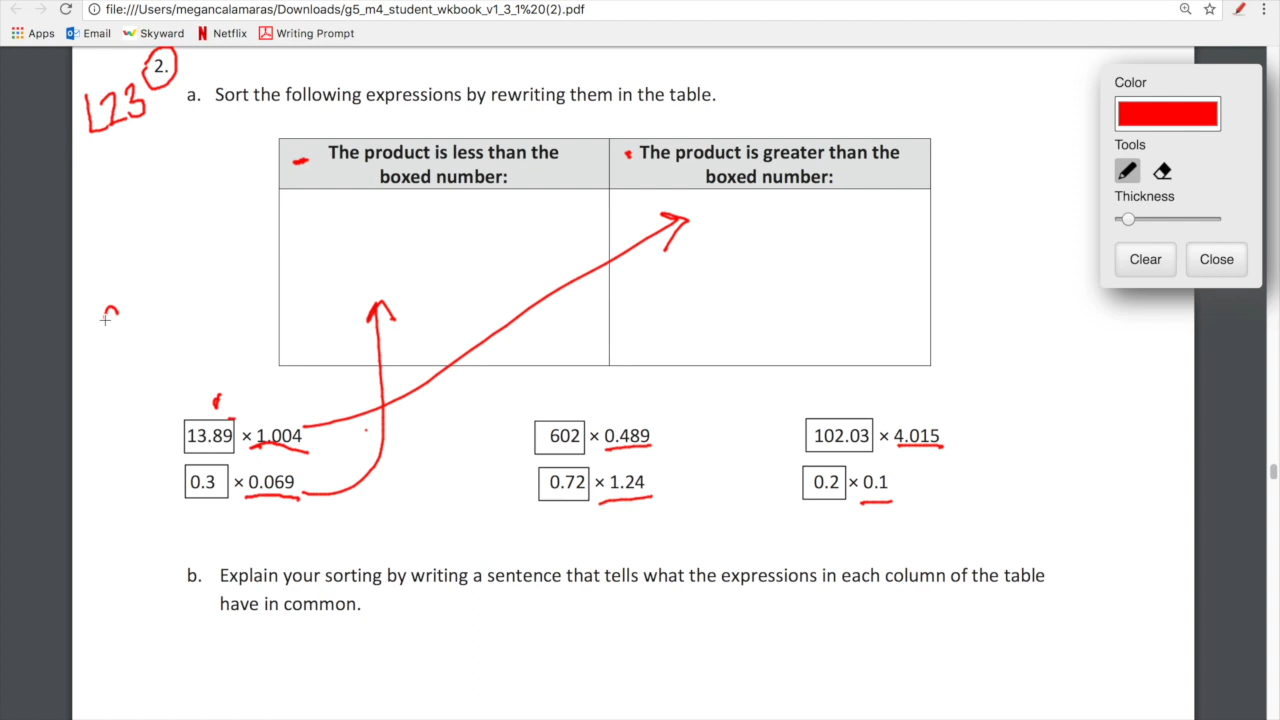 file:///Users/megancalamaras/Downloads/g5_m4_student_wkbook_v1_3_1%20(2).pdf
Apps Email Skyward Netflix Writing Prompt
L23
2.
a. Sort the following expressions by rewriting them in the table.
The product is less than the
boxed number:
The product is greater than the
boxed number:
13.89 × 1.004
602 × 0.489
102.03 × 4.015
0.3 × 0.069
0.72 × 1.24
0.2 × 0.1
b. Explain your sorting by writing a sentence that tells what the expressions in each column of the table
have in common.
Color
Tools
Thickness
Clear Close